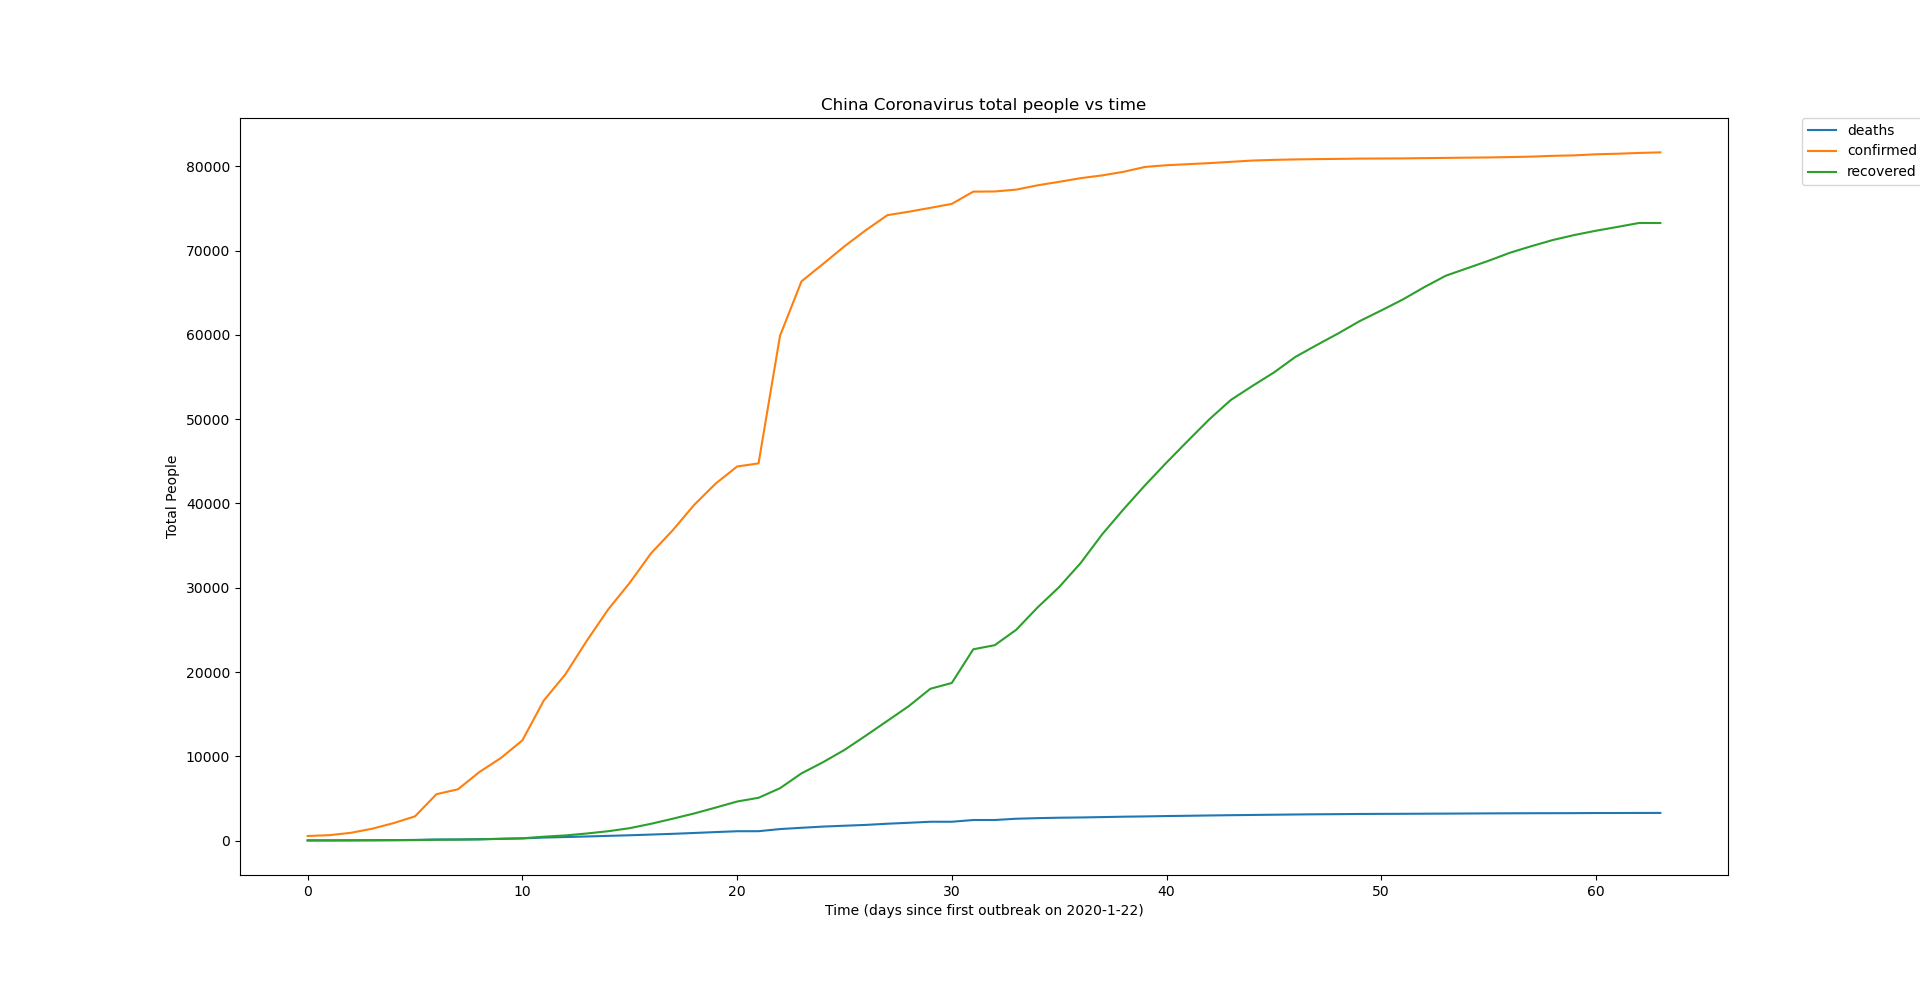 China Coronavirus total people vs time
deaths
confirmed
recovered
80000
70000
60000
50000
40000
30000
20000
10000
0
Total People
0 10 20 30 40 50 60
Time (days since first outbreak on 2020-1-22)